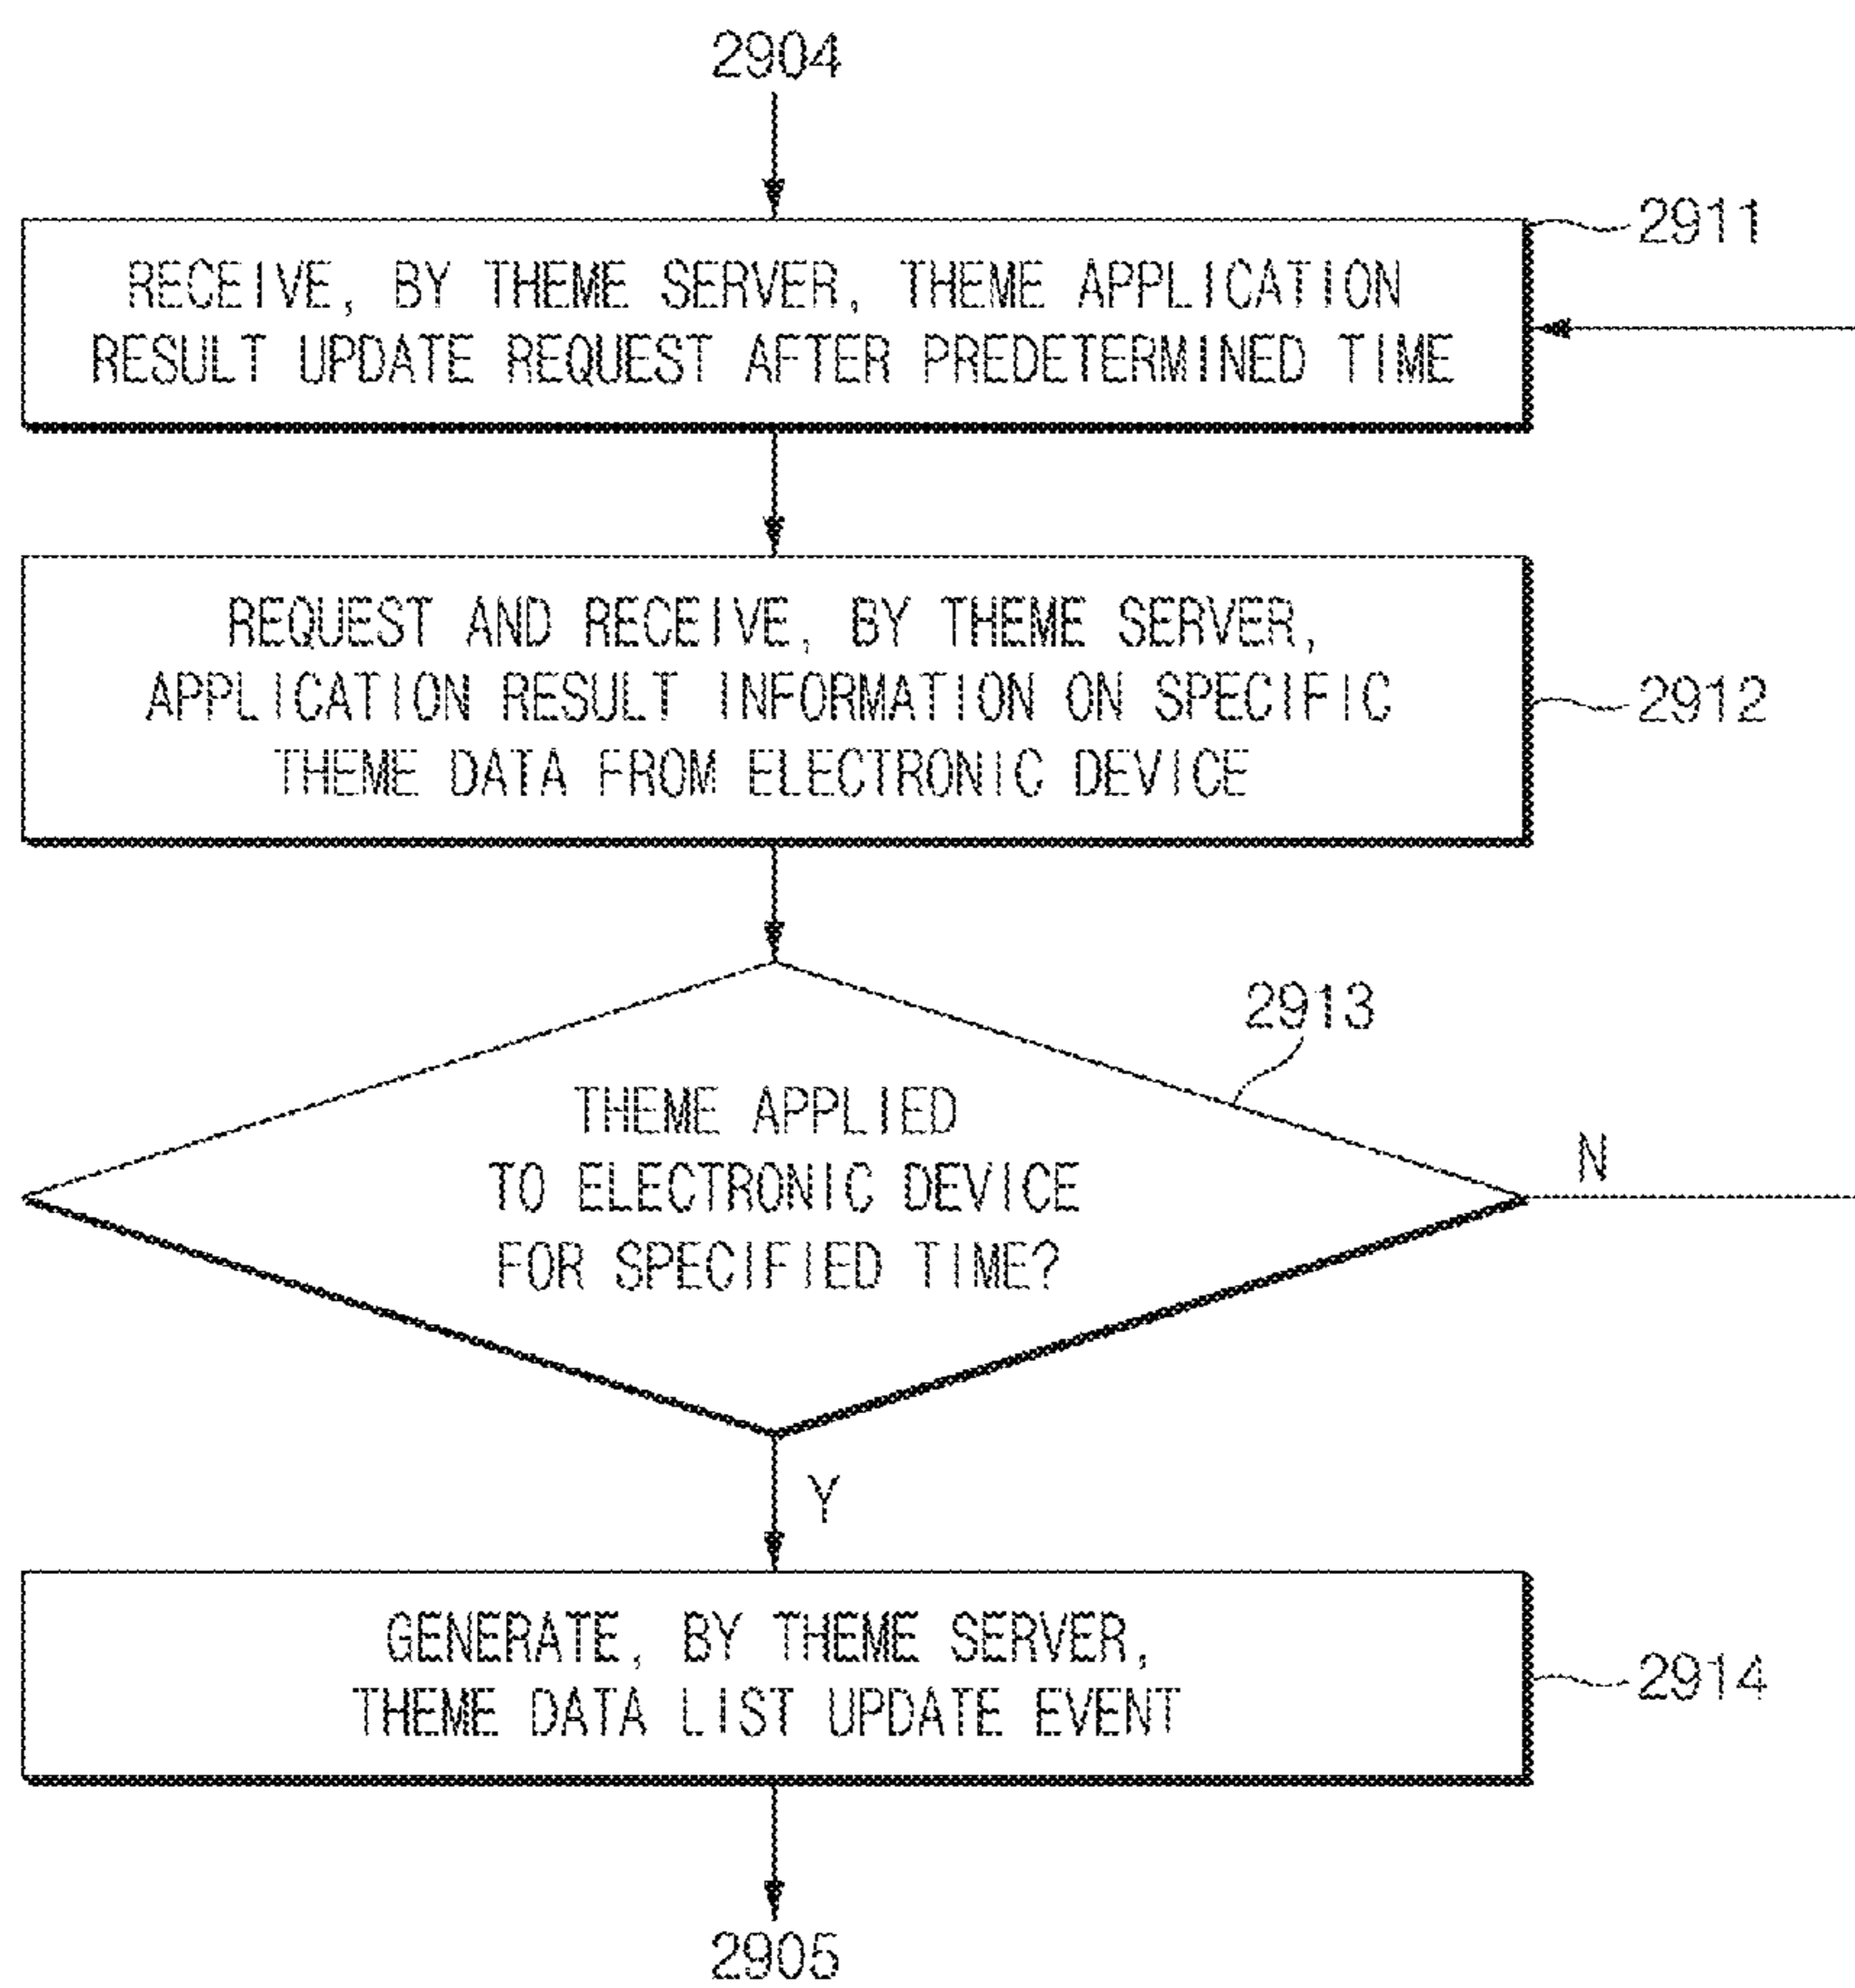 2904
2911
RECEIVE, BY THEME SERVER, THEME APPLICATION
RESULT UPDATE REQUEST AFTER PREDETERMINED TIME
REQUEST AND RECEIVE, BY THEME SERVER,
APPLICATION RESULT INFORMATION ON SPECIFIC
THEME DATA FROM ELECTRONIC DEVICE
2912
2913
THEME APPLIED
TO ELECTRONIC DEVICE
FOR SPECIFIED TIME?
N
Y
GENERATE, BY THEME SERVER,
THEME DATA LIST UPDATE EVENT
2914
2905